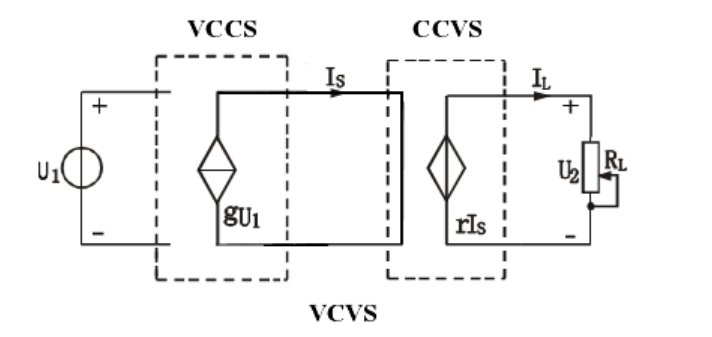 VCCS CCVS
Is IL
+ +
U1 U2 RL
gU1 rIs
- -
VCVS